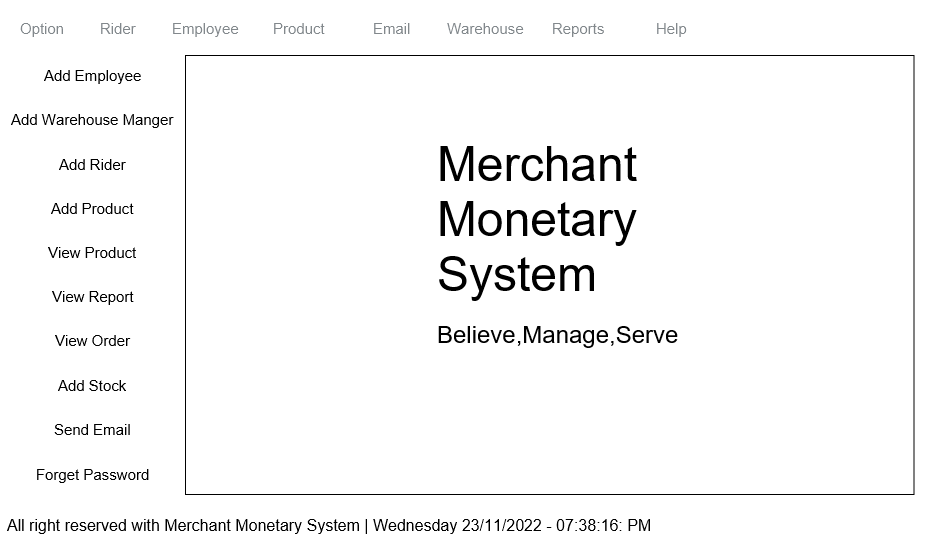 Option Rider Employee Product Email Warehouse Reports Help
Add Employee
Add Warehouse Manger
Add Rider
Add Product
View Product
View Report
View Order
Add Stock
Send Email
Forget Password
Merchant
Monetary
System
Believe,Manage,Serve
All right reserved with Merchant Monetary System | Wednesday 23/11/2022 - 07:38:16: PM